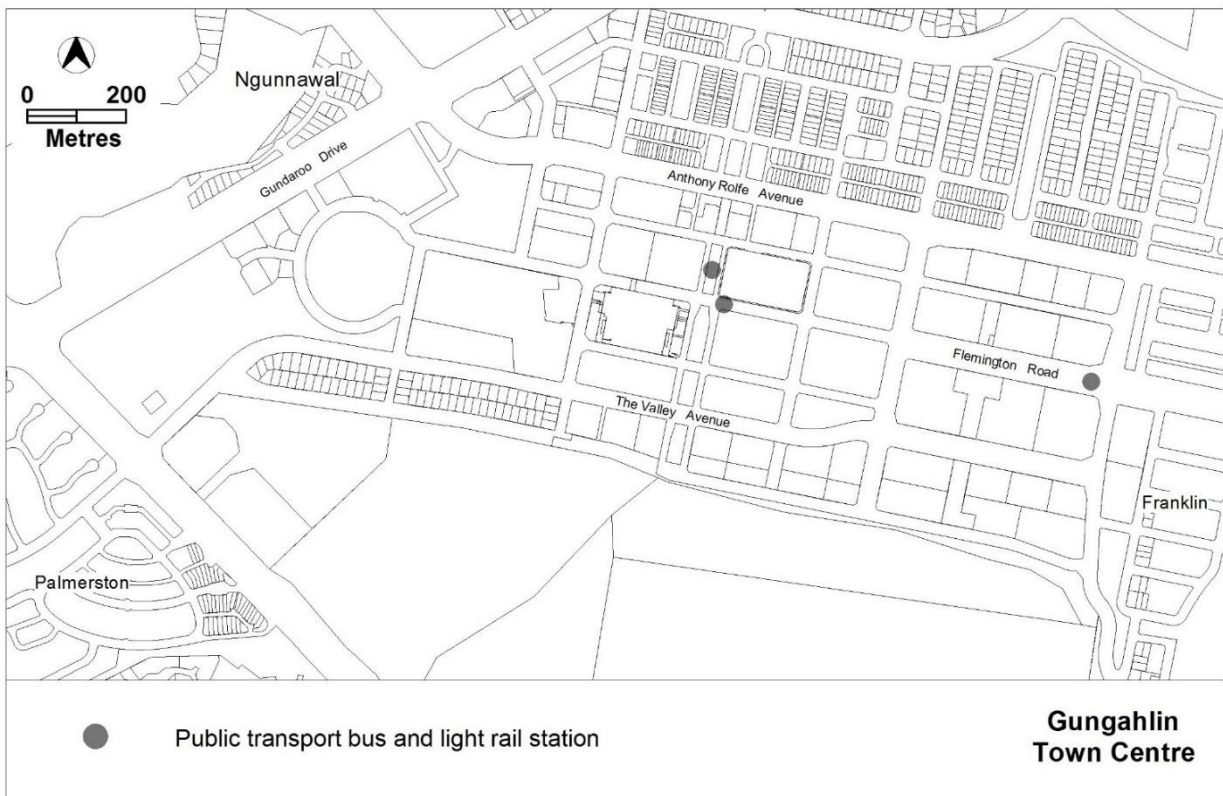 Ngunnawal
0 200
Metres
Gundaroo Drive
Anthony Rolfe Avenue
Flemington Road
The Valley Avenue
Franklin
Palmerston
Public transport bus and light rail station
Gungahlin
Town Centre